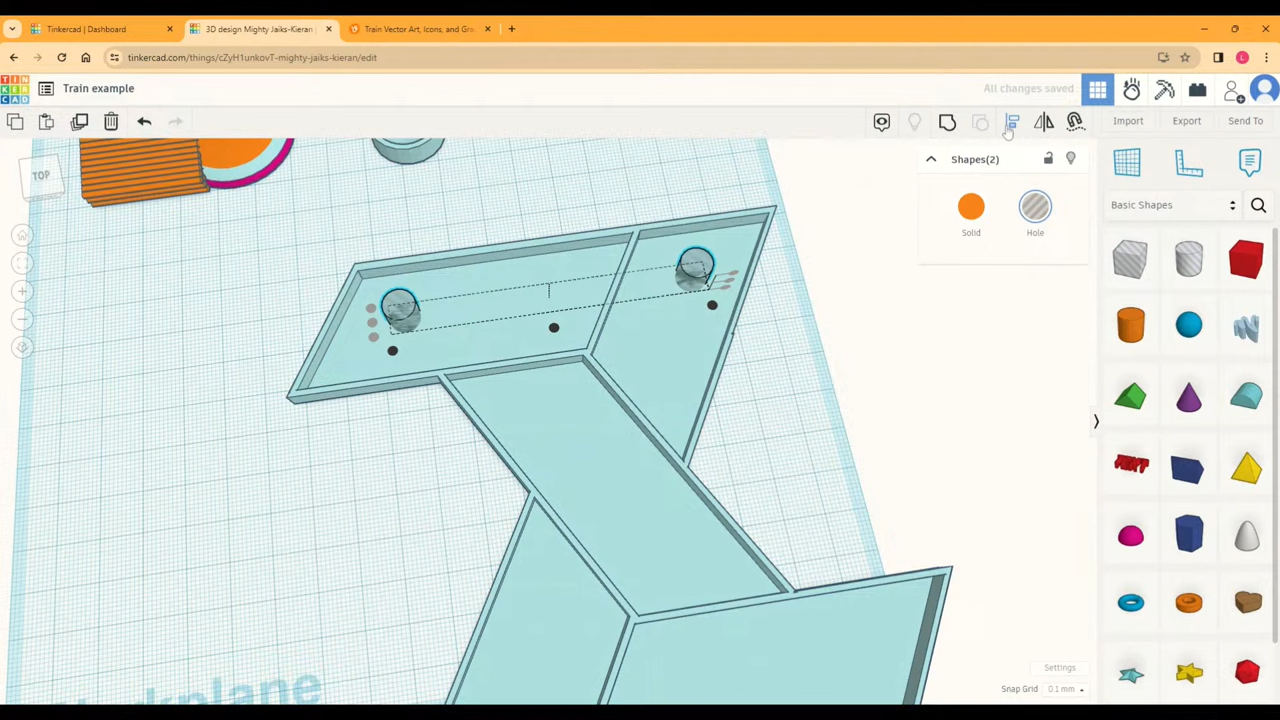 Tinkercad | Dashboard
3D design Mighty Jaiks-Kieran
Train Vector Art, Icons, and Gra
tinkercad.com/things/cZyH1unkovT-mighty-jaiks-kieran/edit
L
TIN
KER
CAD
Train example
All changes saved
Import
Export
Send To
TOP
Shapes(2)
Solid
Hole
Basic Shapes
TEXT
Workplane
Settings
Snap Grid
0.1 mm